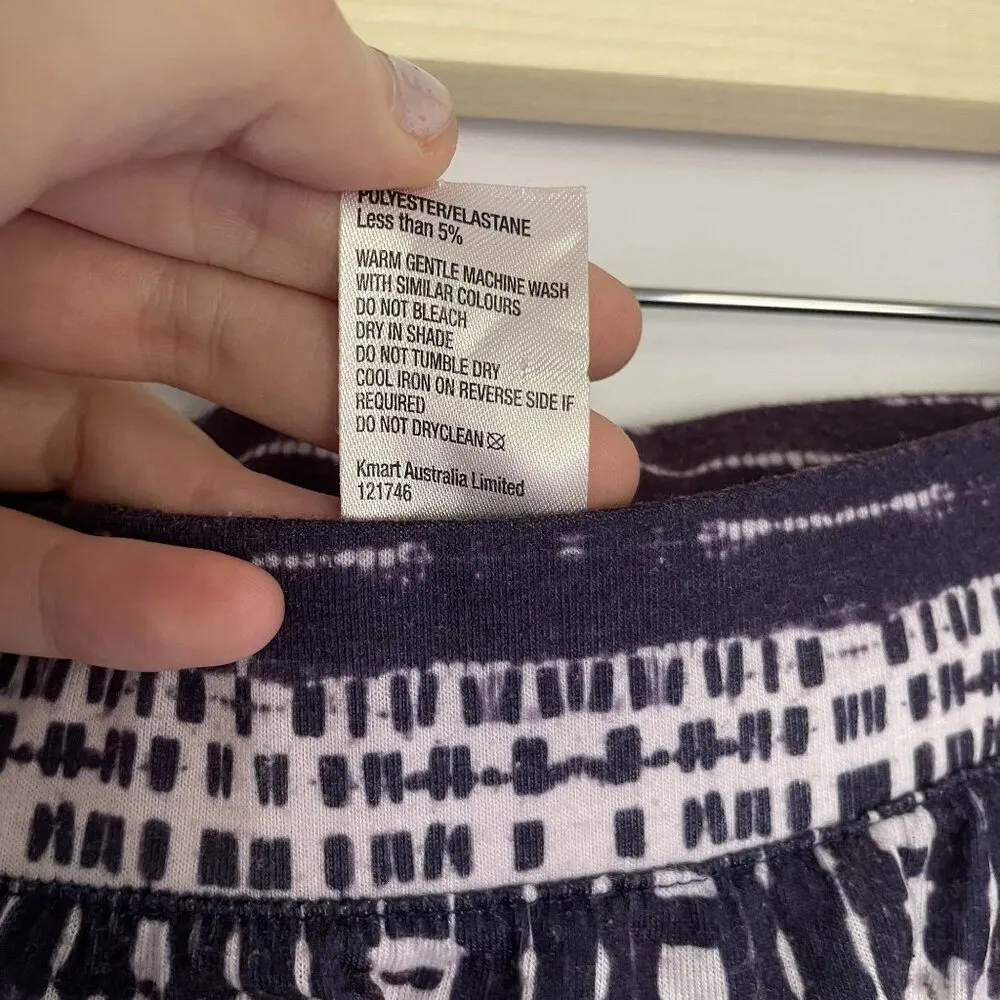 POLYESTER/ELASTANE
Less than 5%
WARM GENTLE MACHINE WASH
WITH SIMILAR COLOURS
DO NOT BLEACH
DRY IN SHADE
DO NOT TUMBLE DRY
COOL IRON ON REVERSE SIDE IF
REQUIRED
DO NOT DRYCLEAN
Kmart Australia Limited
121746